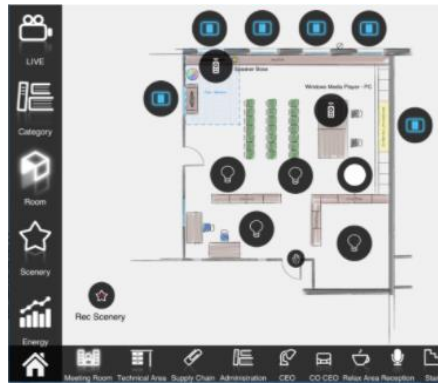 LIVE
Speaker Bose
Windows Media Player - PC
Category
Room
Scenery
Rec Scenery
Energy
Meeting Room Technical Area Supply Chain Administration CEO CO CEO Relax Area Reception